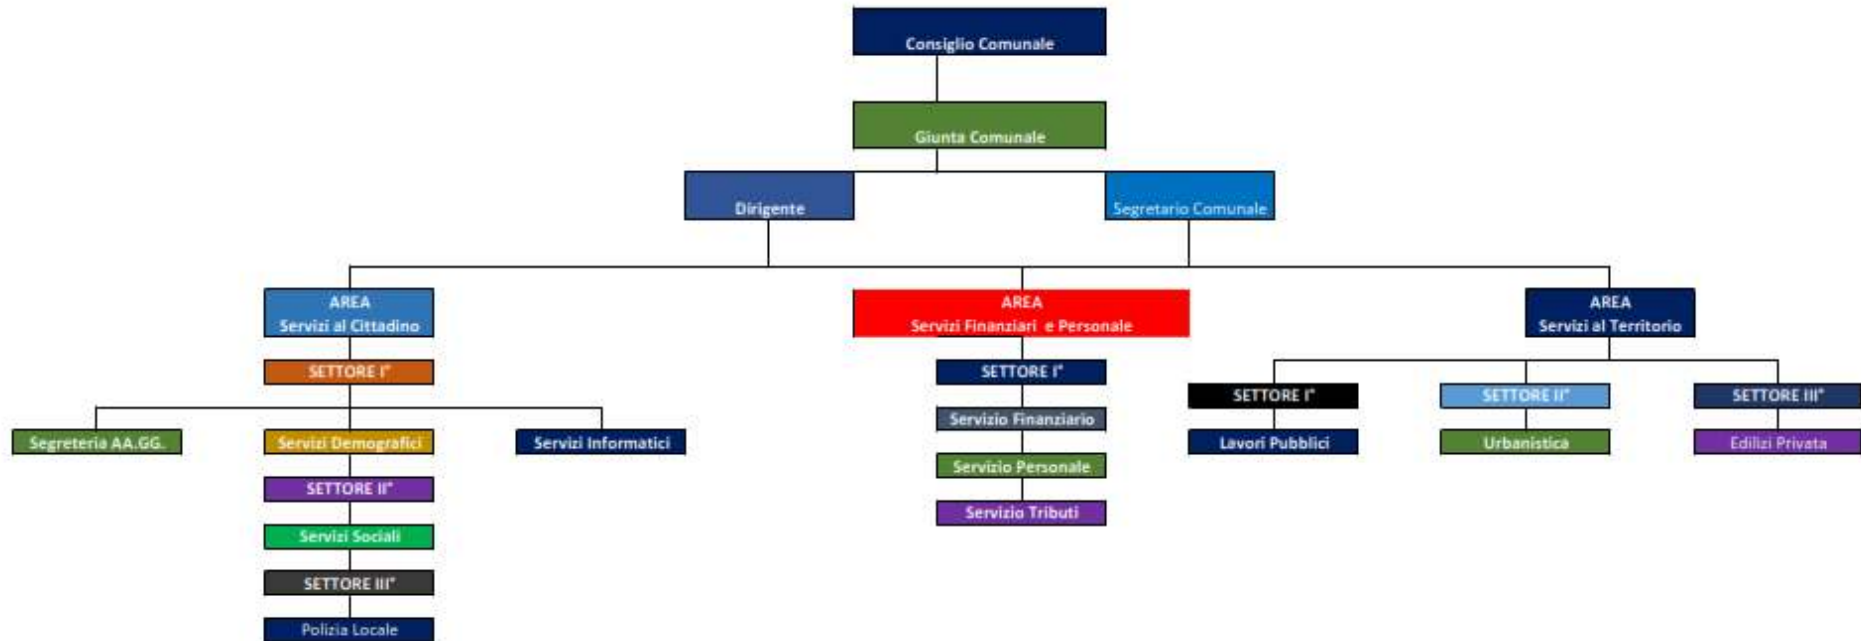 Consiglio Comunale
Giunta Comunale
Dirigente
Segretario Comunale
AREA
Servizi al Cittadino
AREA
Servizi Finanziari e Personale
AREA
Servizi al Territorio
SETTORE I°
SETTORE I°
SETTORE I°
SETTORE II°
SETTORE III°
Servizio Finanziario
Segreteria AA.GG.
Servizi Demografici
Servizi Informatici
Lavori Pubblici
Urbanistica
Edilizi Privata
Servizio Personale
SETTORE II°
Servizio Tributi
Servizi Sociali
SETTORE III°
Polizia Locale